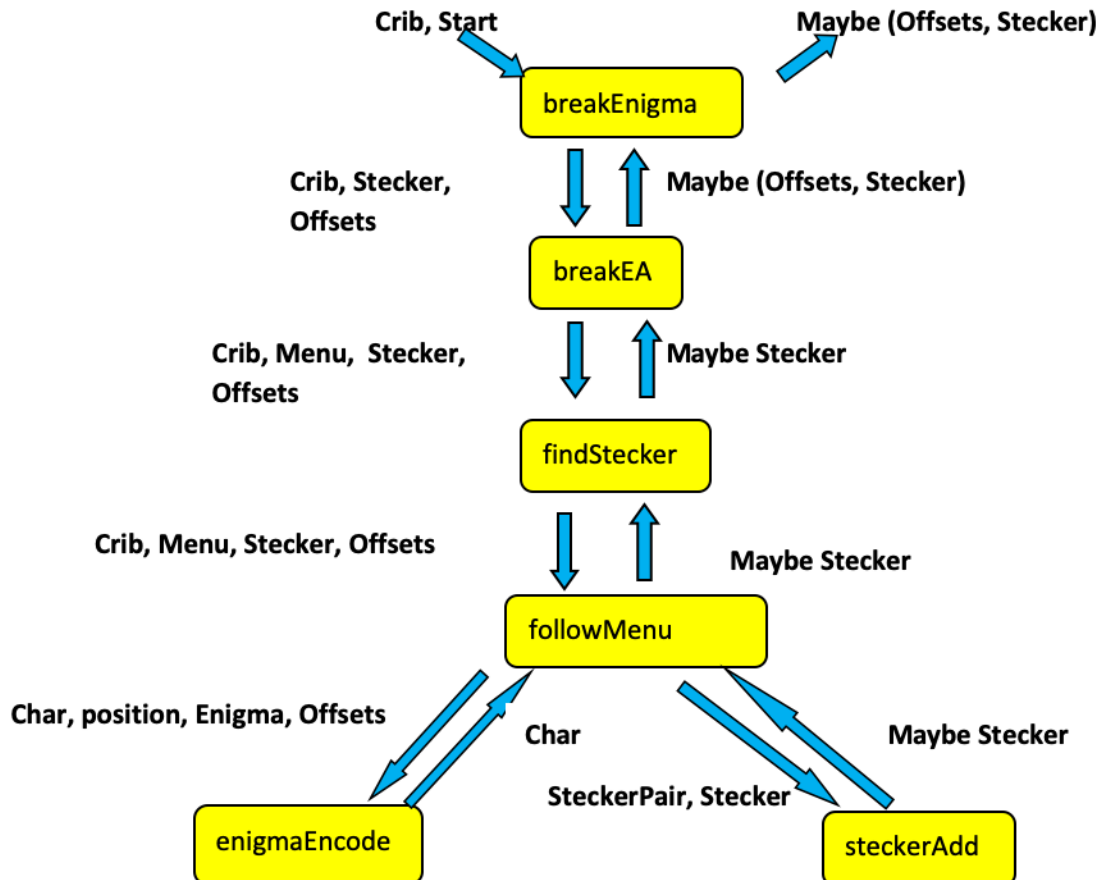 Crib, Start
Maybe (Offsets, Stecker)
breakEnigma
Crib, Stecker,
Offsets
Maybe (Offsets, Stecker)
breakEA
Crib, Menu, Stecker,
Offsets
Maybe Stecker
findStecker
Crib, Menu, Stecker, Offsets
Maybe Stecker
followMenu
Char, position, Enigma, Offsets
Char
Maybe Stecker
SteckerPair, Stecker
enigmaEncode
steckerAdd